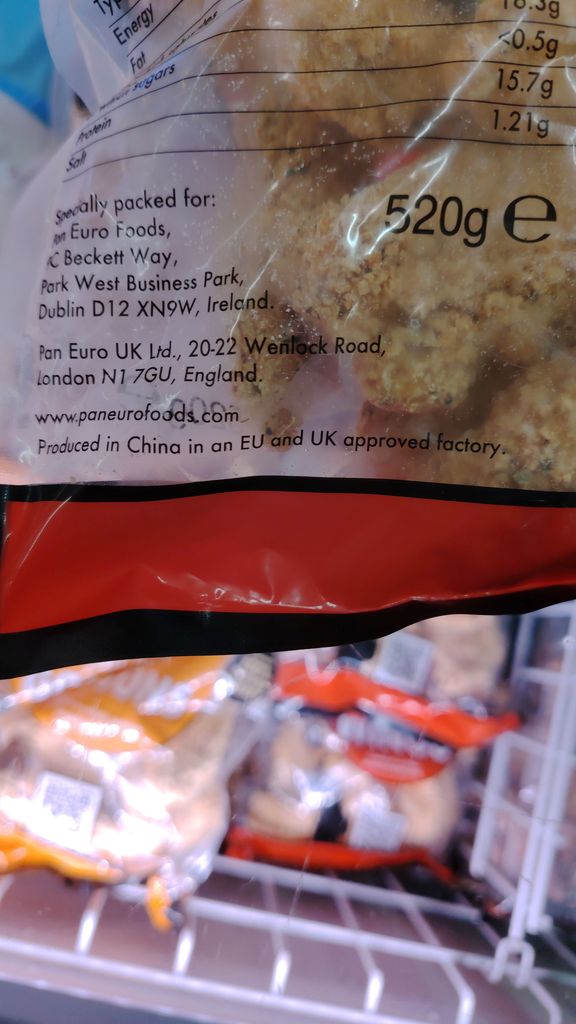 Energy
Fat
18.3g
sugars
<0.5g
Protein
15.7g
Salt
1.21g
520g ℮
Specially packed for:
Pan Euro Foods,
Beckett Way,
Park West Business Park,
Dublin D12 XN9W, Ireland.
Pan Euro UK Ltd., 20-22 Wenlock Road,
London N1 7GU, England.
www.paneurofoods.com
Produced in China in an EU and UK approved factory.